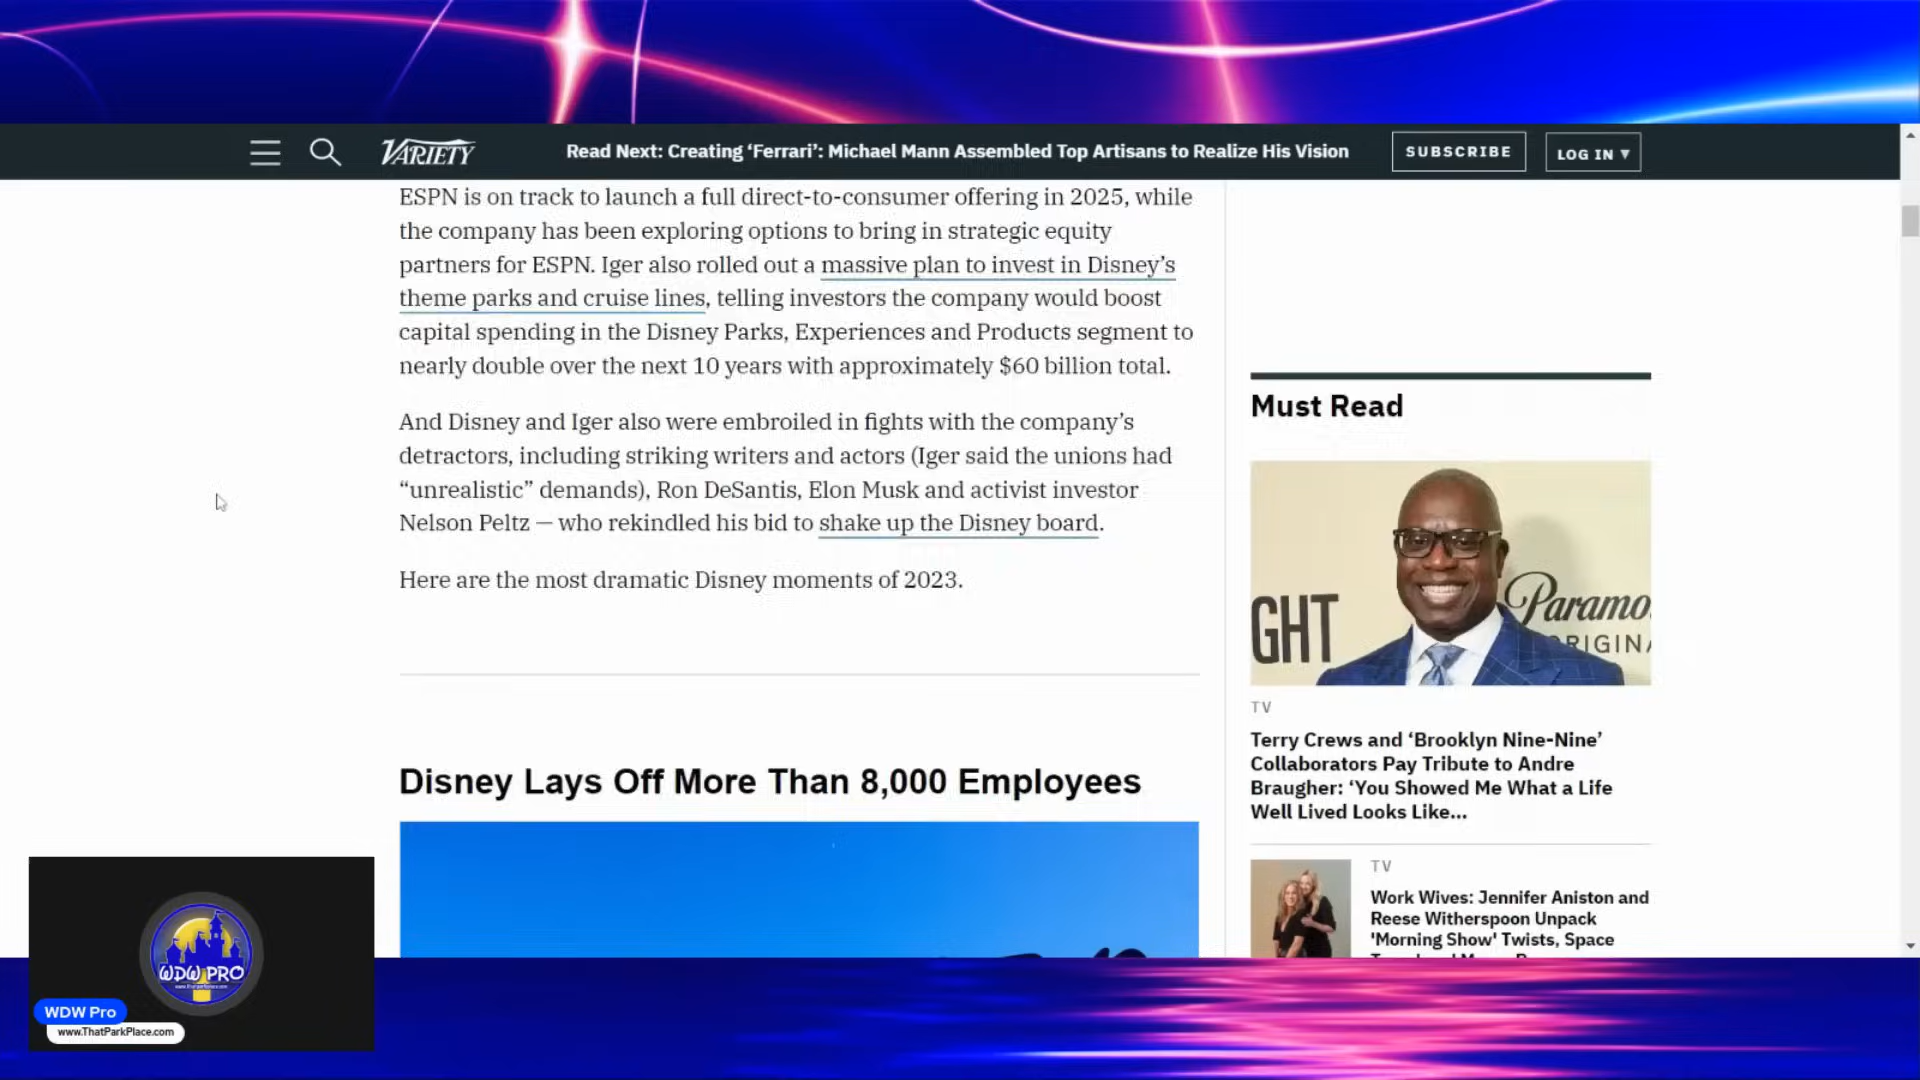 VARIETY
Read Next: Creating ‘Ferrari’: Michael Mann Assembled Top Artisans to Realize His Vision
SUBSCRIBE
LOG IN ▼
ESPN is on track to launch a full direct-to-consumer offering in 2025, while
the company has been exploring options to bring in strategic equity
partners for ESPN. Iger also rolled out a massive plan to invest in Disney’s
theme parks and cruise lines, telling investors the company would boost
capital spending in the Disney Parks, Experiences and Products segment to
nearly double over the next 10 years with approximately $60 billion total.
And Disney and Iger also were embroiled in fights with the company’s
detractors, including striking writers and actors (Iger said the unions had
“unrealistic” demands), Ron DeSantis, Elon Musk and activist investor
Nelson Peltz — who rekindled his bid to shake up the Disney board.
Here are the most dramatic Disney moments of 2023.
Disney Lays Off More Than 8,000 Employees
Must Read
GHT
Paramo
RIGINA
TV
Terry Crews and ‘Brooklyn Nine-Nine’
Collaborators Pay Tribute to Andre
Braugher: ‘You Showed Me What a Life
Well Lived Looks Like...
TV
Work Wives: Jennifer Aniston and
Reese Witherspoon Unpack
'Morning Show' Twists, Space
WDW PRO
WDW Pro
www.ThatParkPlace.com